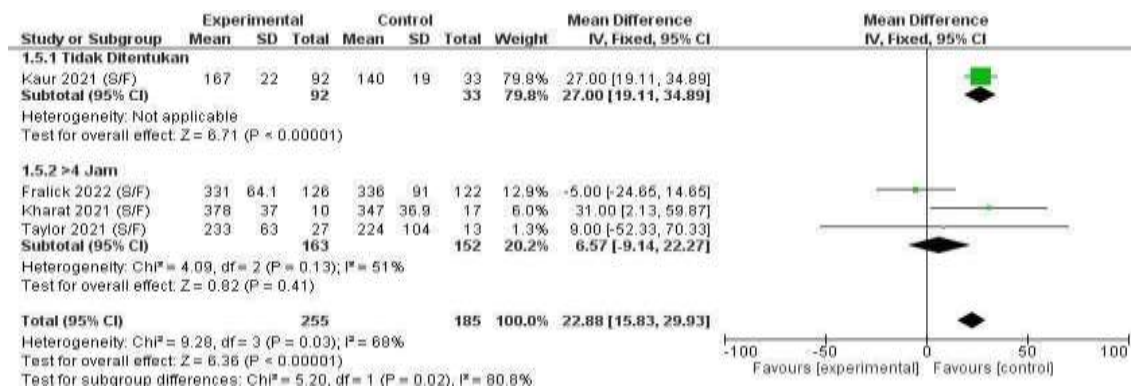 Experimental Control Mean Difference Mean Difference
Study or Subgroup Mean SD Total Mean SD Total Weight IV, Fixed, 95% CI IV, Fixed, 95% CI
1.5.1 Tidak Ditentukan
Kaur 2021 (S/F) 167 22 92 140 19 33 79.8% 27.00 [19.11, 34.89]
Subtotal (95% CI) 92 33 79.8% 27.00 [19.11, 34.89]
Heterogeneity: Not applicable
Test for overall effect: Z = 6.71 (P < 0.00001)
1.5.2 >4 Jam
Fralick 2022 (S/F) 331 64.1 126 336 91 122 12.9% -5.00 [-24.65, 14.65]
Kharat 2021 (S/F) 378 37 10 347 36.9 17 6.0% 31.00 [2.13, 59.87]
Taylor 2021 (S/F) 233 63 27 224 104 13 1.3% 9.00 [-52.33, 70.33]
Subtotal (95% CI) 163 152 20.2% 6.57 [-9.14, 22.27]
Heterogeneity: Chi² = 4.09, df = 2 (P = 0.13); I² = 51%
Test for overall effect: Z = 0.82 (P = 0.41)
Total (95% CI) 255 185 100.0% 22.88 [15.83, 29.93]
Heterogeneity: Chi² = 9.28, df = 3 (P = 0.03); I² = 68%
Test for overall effect: Z = 6.36 (P < 0.00001)
Test for subgroup differences: Chi² = 5.20, df = 1 (P = 0.02), I² = 80.8%
-100 -50 0 50 100
Favours [experimental] Favours [control]